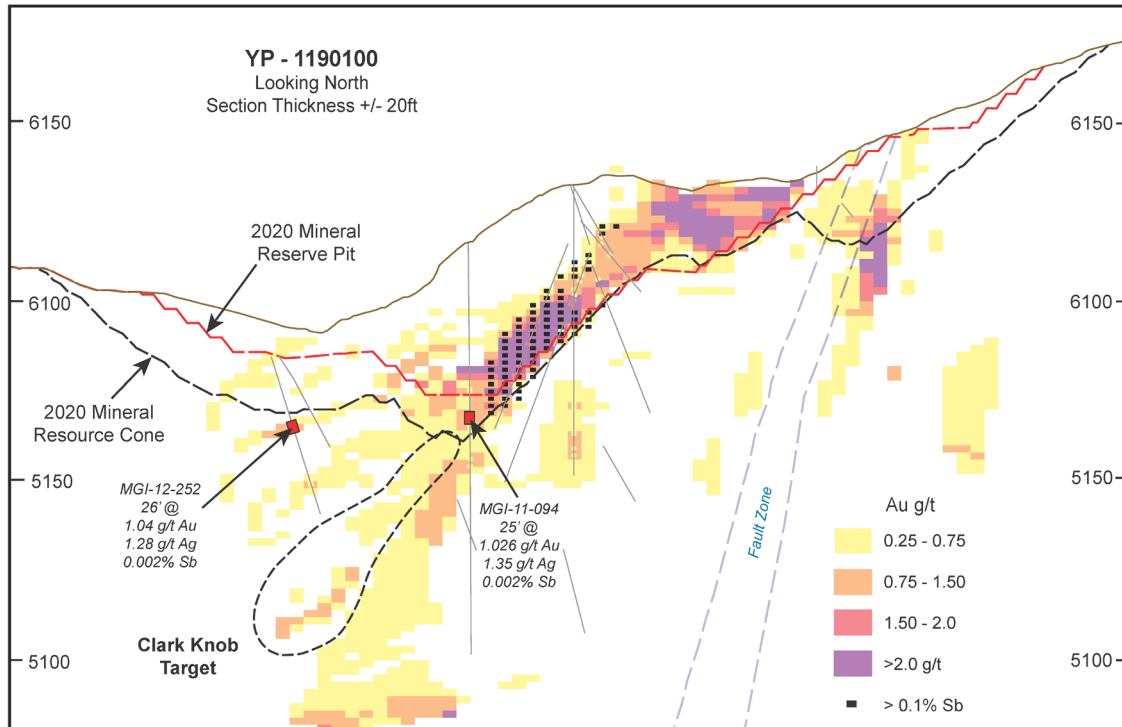 YP - 1190100
Looking North
Section Thickness +/- 20ft
6150
6150
2020 Mineral
Reserve Pit
6100
6100
2020 Mineral
Resource Cone
5150
5150
MGI-12-252
26' @
1.04 g/t Au
1.28 g/t Ag
0.002% Sb
MGI-11-094
25' @
1.026 g/t Au
1.35 g/t Ag
0.002% Sb
Fault Zone
Au g/t
0.25 - 0.75
0.75 - 1.50
1.50 - 2.0
>2.0 g/t
> 0.1% Sb
Clark Knob
Target
5100
5100